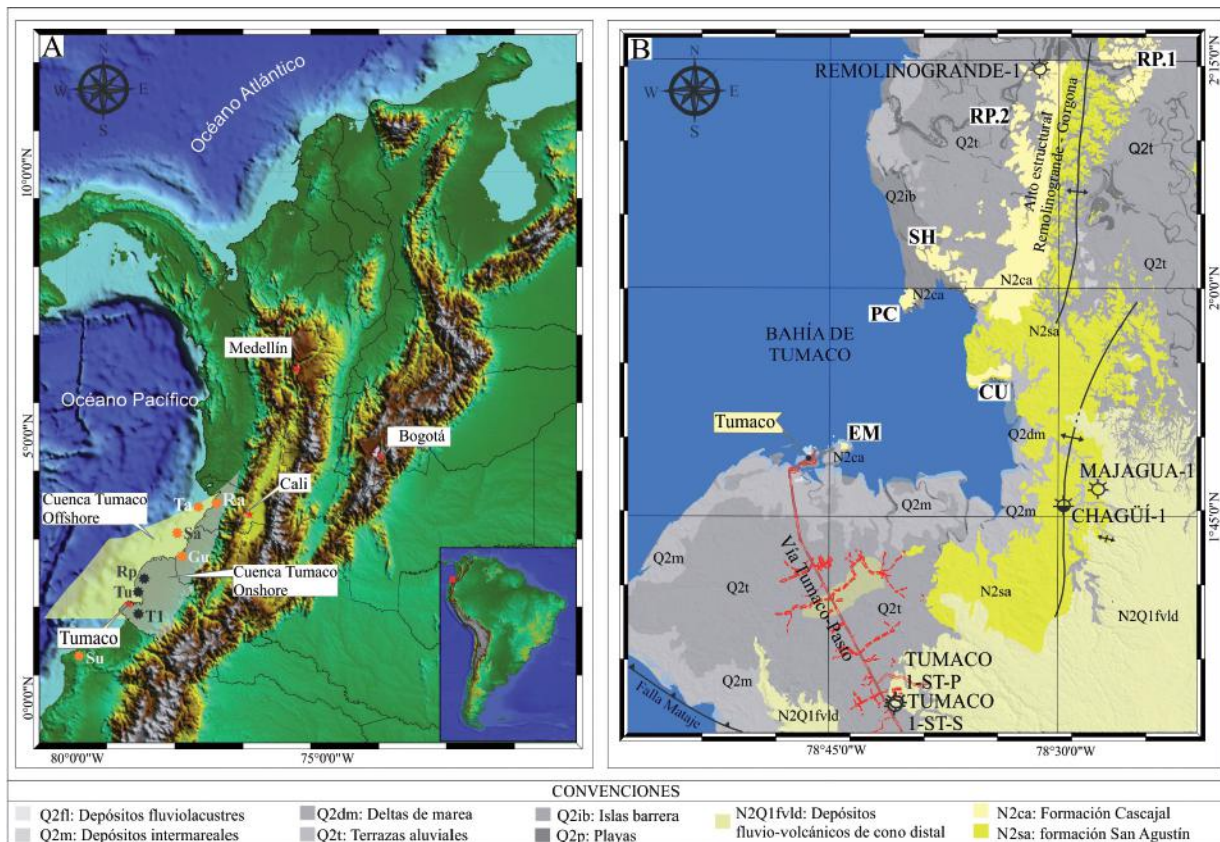 A
N
W
E
S
Océano Atlántico
10°0'0"N
5°0'0"N
0°0'0"N
Medellín
Océano Pacífico
Bogotá
Cali
Cuenca Tumaco
Offshore
Ta
Ra
Sa
Gu
Rp
Tu
T1
Cuenca Tumaco
Onshore
Tumaco
Su
80°0'0"W
75°0'0"W
B
N
W
E
S
REMOLINOGRANDE-1
RP.1
2°15'0"N
RP.2
Q2t
Alto estructural
Remolinogrande - Gorgona
Q2t
Q2ib
SH
N2ca
Q2t
N2ca
PC
2°0'0"N
BAHÍA DE
TUMACO
N2sa
CU
Tumaco
EM
N2ca
Q2dm
MAJAGUA-1
Q2m
Q2m
CHAGÜÍ-1
1°45'0"N
Q2m
Q2t
Vía Tumaco-Pasto
Q2t
N2sa
N2Q1fvld
TUMACO
1-ST-P
Q2m
TUMACO
1-ST-S
Falla Mataje
N2Q1fvld
78°45'0"W
78°30'0"W
CONVENCIONES
Q2fl: Depósitos fluviolacustres
Q2m: Depósitos intermareales
Q2dm: Deltas de marea
Q2t: Terrazas aluviales
Q2ib: Islas barrera
Q2p: Playas
N2Q1fvld: Depósitos
fluvio-volcánicos de cono distal
N2ca: Formación Cascajal
N2sa: formación San Agustín